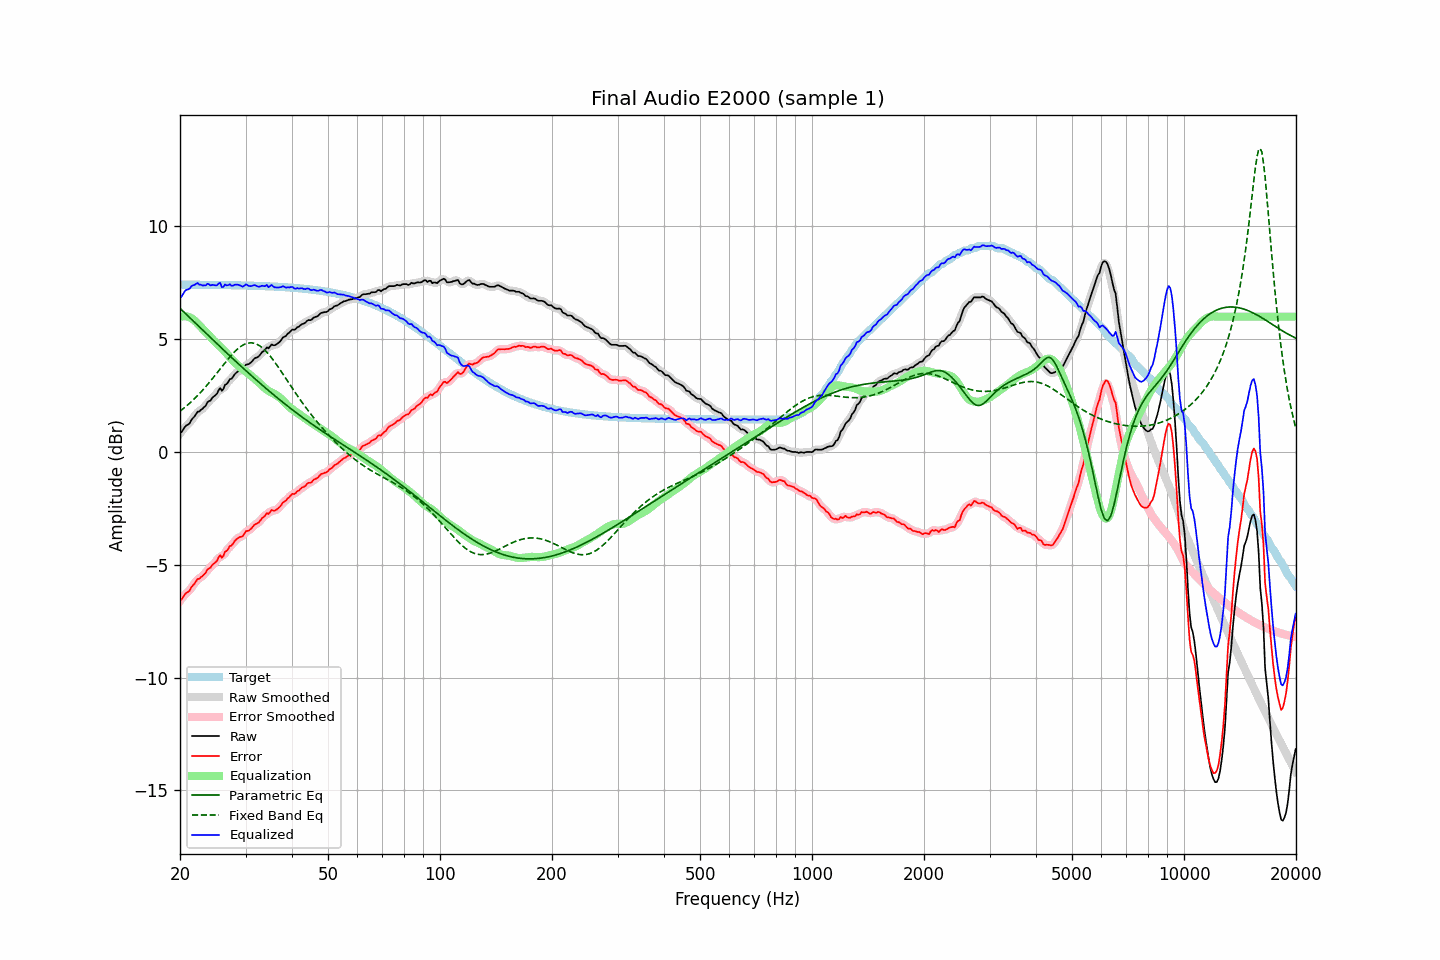 Final Audio E2000 (sample 1)
Amplitude (dBr)
10
5
0
−5
−10
−15
Target
Raw Smoothed
Error Smoothed
Raw
Error
Equalization
Parametric Eq
Fixed Band Eq
Equalized
20 50 100 200 500 1000 2000 5000 10000 20000
Frequency (Hz)